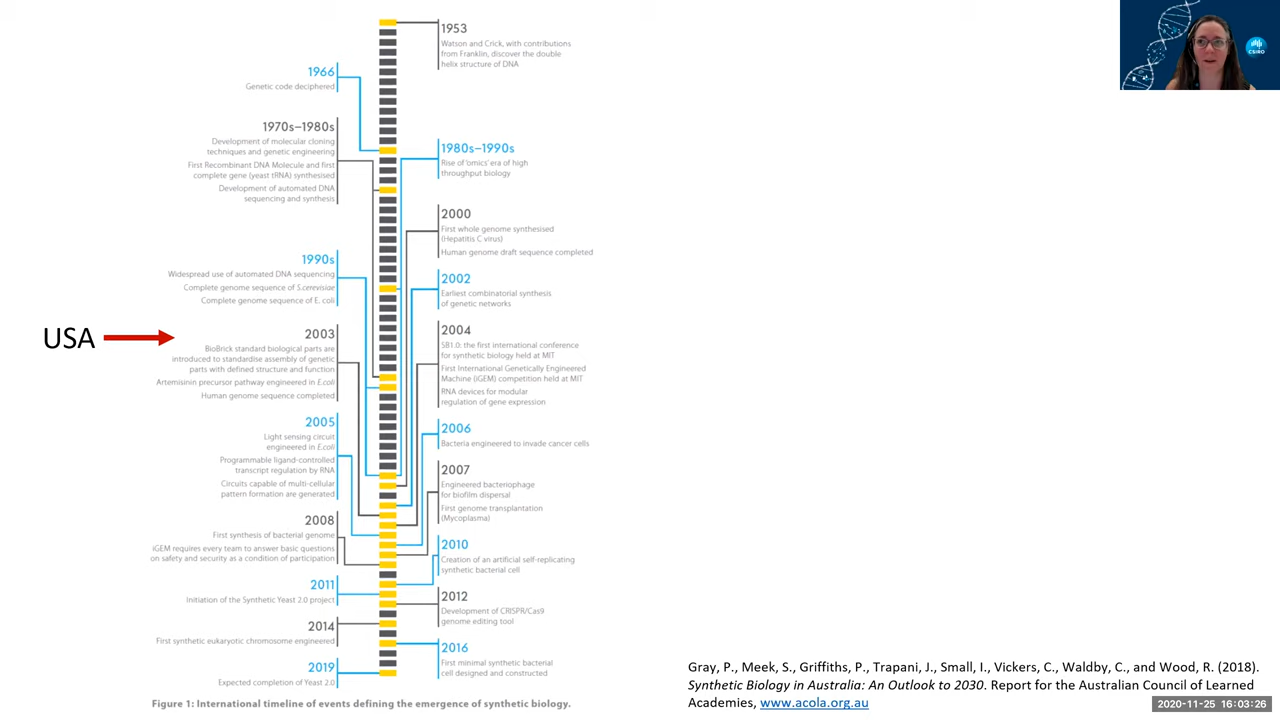 1953
Watson and Crick, with contributions
from Franklin, discover the double
helix structure of DNA
1966
Genetic code deciphered
1970s–1980s
Development of molecular cloning
techniques and genetic engineering
First Recombinant DNA Molecule and first
complete gene (yeast tRNA) synthesised
Development of automated DNA
sequencing and synthesis
1980s–1990s
Rise of 'omics' era of high
throughput biology
2000
First whole genome synthesised
(Hepatitis C virus)
Human genome draft sequence completed
1990s
Widespread use of automated DNA sequencing
Complete genome sequence of S.cerevisiae
Complete genome sequence of E. coli
2002
Earliest combinatorial synthesis
of genetic networks
USA
2003
BioBrick standard biological parts are
introduced to standardise assembly of genetic
parts with defined structure and function
Artemisinin precursor pathway engineered in E.coli
Human genome sequence completed
2004
SB1.0: the first international conference
for synthetic biology held at MIT
First International Genetically Engineered
Machine (iGEM) competition held at MIT
RNA devices for modular
regulation of gene expression
2005
Light sensing circuit
engineered in E.coli
Programmable ligand-controlled
transcript regulation by RNA
Circuits capable of multi-cellular
pattern formation are generated
2006
Bacteria engineered to invade cancer cells
2007
Engineered bacteriophage
for biofilm dispersal
First genome transplantation
(Mycoplasma)
2008
First synthesis of bacterial genome
iGEM requires every team to answer basic questions
on safety and security as a condition of participation
2010
Creation of an artificial self-replicating
synthetic bacterial cell
2011
Initiation of the Synthetic Yeast 2.0 project
2012
Development of CRISPR/Cas9
genome editing tool
2014
First synthetic eukaryotic chromosome engineered
2016
First minimal synthetic bacterial
cell designed and constructed
2019
Expected completion of Yeast 2.0
Figure 1: International timeline of events defining the emergence of synthetic biology.
Gray, P., Meek, S., Griffiths, P., Trapani, J., Small, I., Vickers, C., Waldby, C., and Wood, R. (2018).
Synthetic Biology in Australia: An Outlook to 2030. Report for the Australian Council of Learned
Academies, www.acola.org.au
2020-11-25 16:03:26
CSIRO